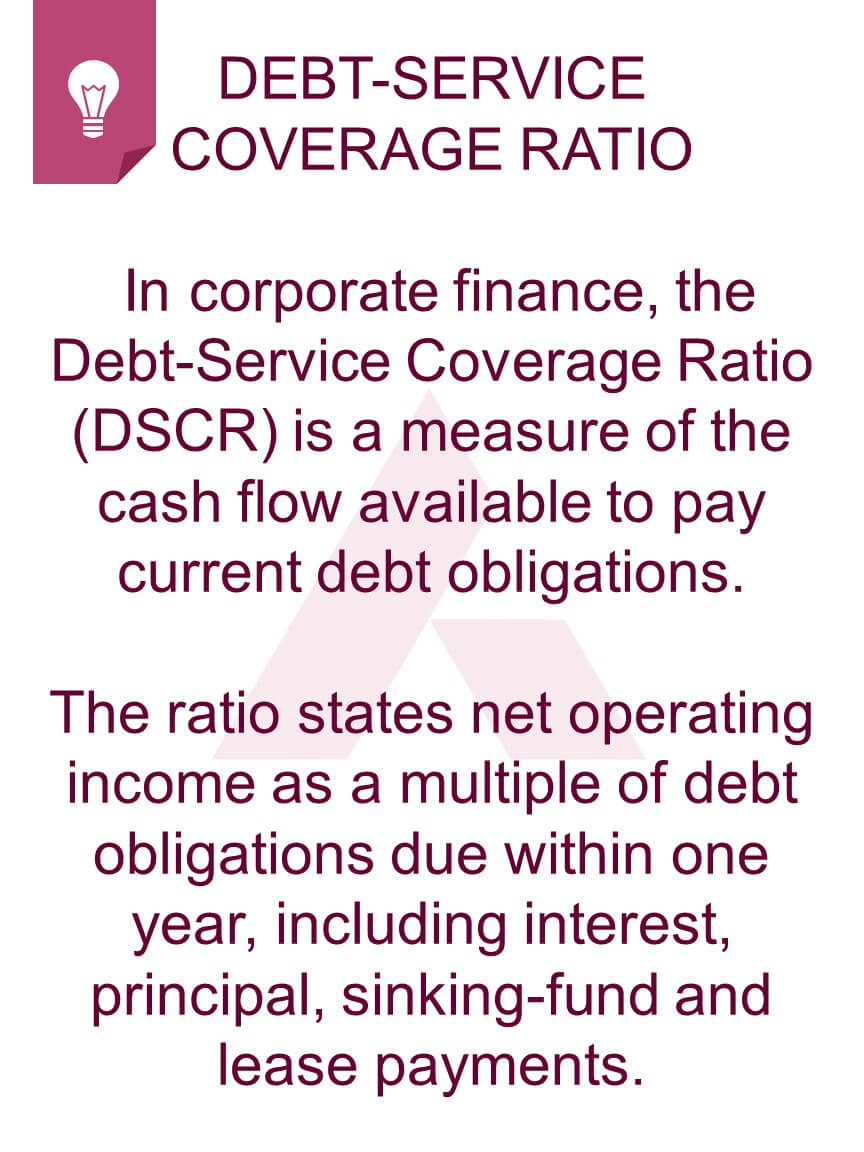 DEBT-SERVICE
COVERAGE RATIO
In corporate finance, the
Debt-Service Coverage Ratio
(DSCR) is a measure of the
cash flow available to pay
current debt obligations.
The ratio states net operating
income as a multiple of debt
obligations due within one
year, including interest,
principal, sinking-fund and
lease payments.